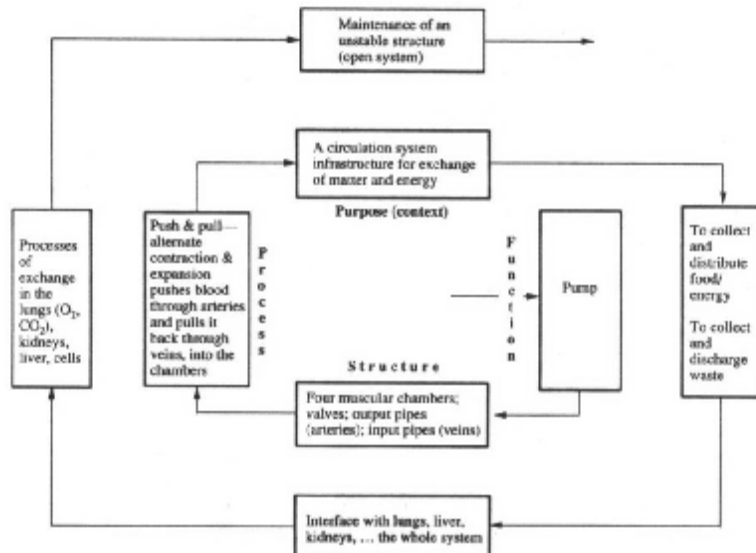 Maintenance of an
unstable structure
(open system)
A circulation system
infrastructure for exchange
of matter and energy
Purpose (context)
Processes
of
exchange
in the
lungs (O₂,
CO₂),
kidneys,
liver, cells
Push & pull—
alternate
contraction &
expansion
pushes blood
through arteries
and pulls it
back through
veins, into the
chambers
Process
Function
Pump
To collect
and
distribute
food/
energy
To collect
and
discharge
waste
Structure
Four muscular chambers;
valves; output pipes
(arteries); input pipes (veins)
Interface with lungs, liver,
kidneys, ... the whole system